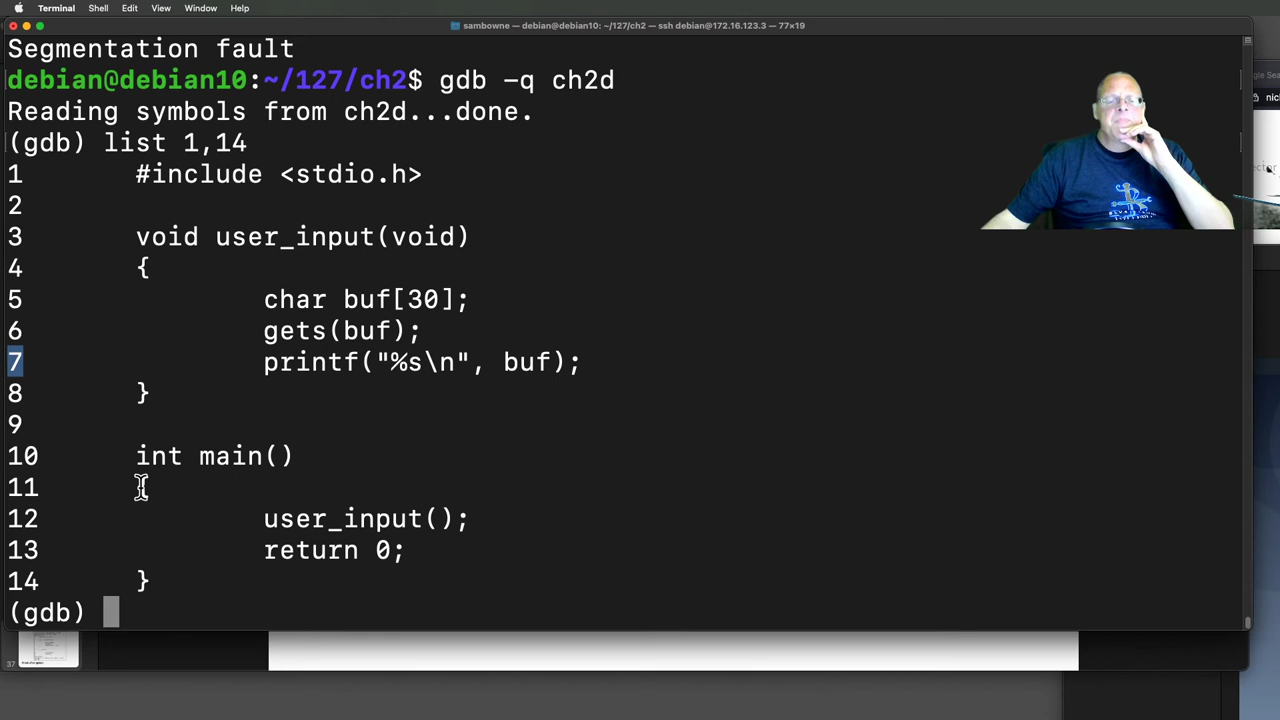 Terminal Shell Edit View Window Help
sambowne — debian@debian10: ~/127/ch2 — ssh debian@172.16.123.3 — 77×19
Segmentation fault
debian@debian10:~/127/ch2$ gdb -q ch2d
Reading symbols from ch2d...done.
(gdb) list 1,14
1 #include <stdio.h>
2
3 void user_input(void)
4 {
5 char buf[30];
6 gets(buf);
7 printf("%s\n", buf);
8 }
9
10 int main()
11 {
12 user_input();
13 return 0;
14 }
(gdb)
37